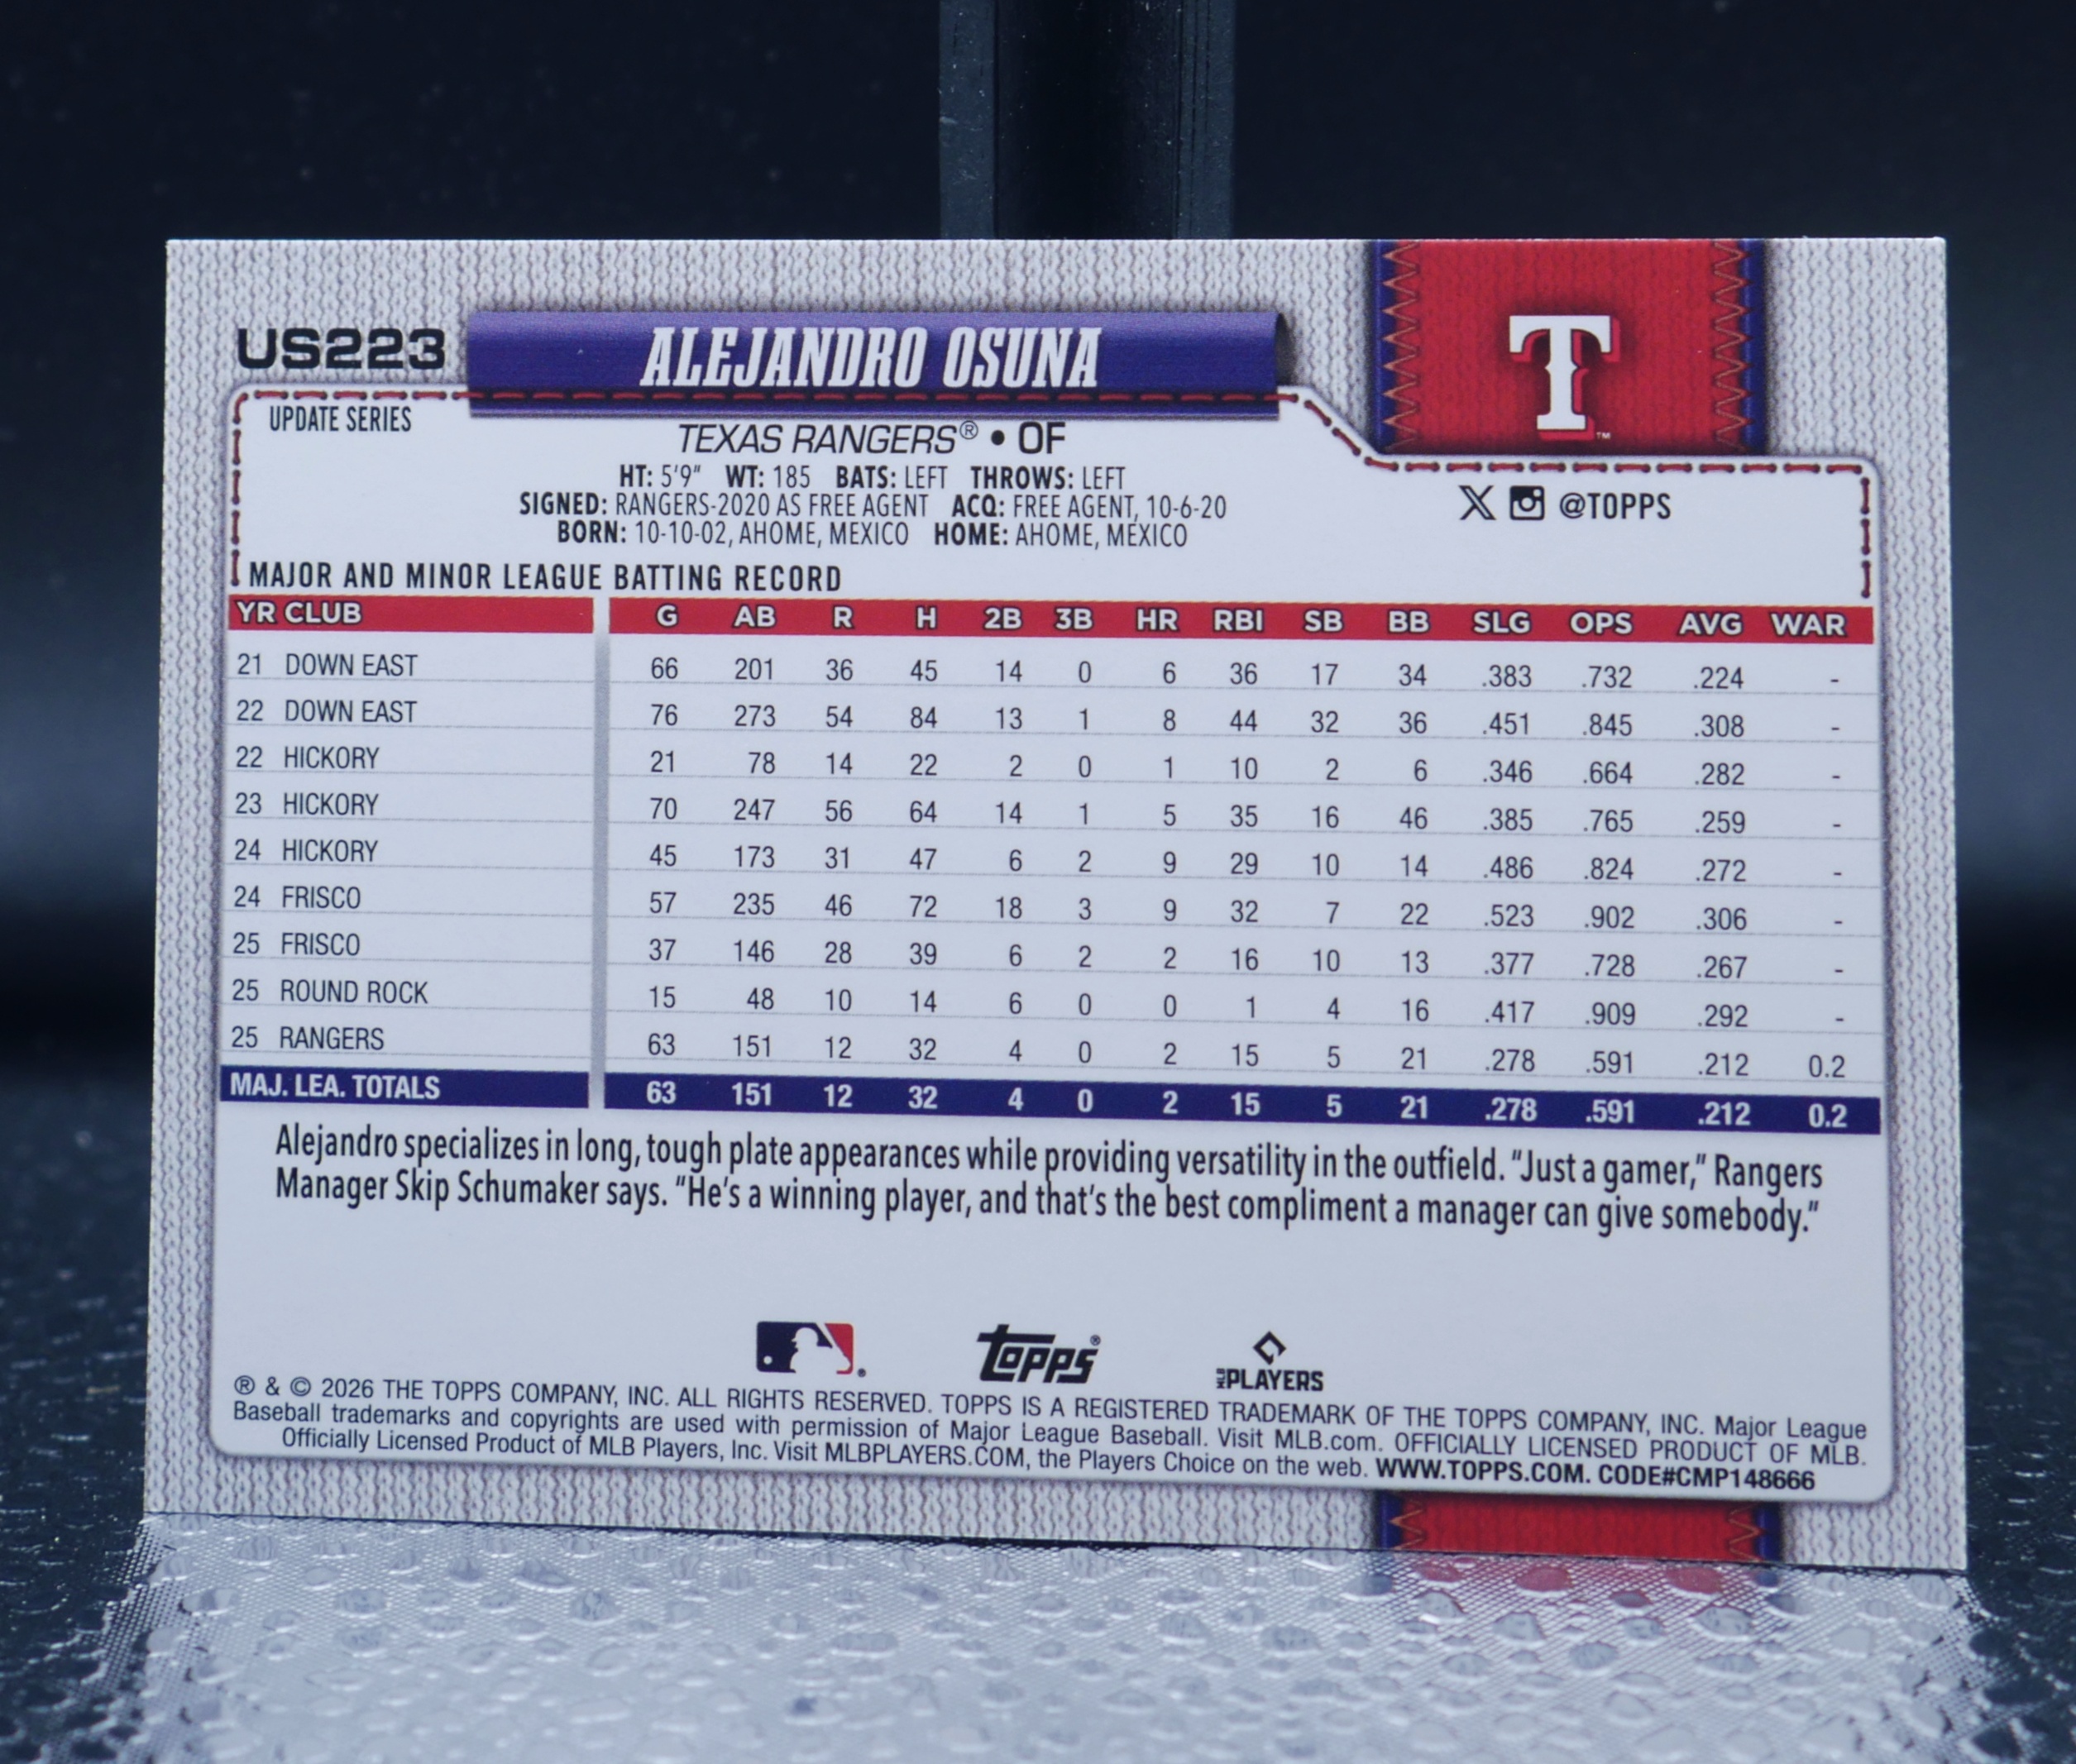 US223
ALEJANDRO OSUNA
T™
UPDATE SERIES
TEXAS RANGERS® • OF
HT: 5'9" WT: 185 BATS: LEFT THROWS: LEFT
SIGNED: RANGERS-2020 AS FREE AGENT ACQ: FREE AGENT, 10-6-20
BORN: 10-10-02, AHOME, MEXICO HOME: AHOME, MEXICO
@TOPPS
MAJOR AND MINOR LEAGUE BATTING RECORD
YR CLUB G AB R H 2B 3B HR RBI SB BB SLG OPS AVG WAR
21 DOWN EAST 66 201 36 45 14 0 6 36 17 34 .383 .732 .224 -
22 DOWN EAST 76 273 54 84 13 1 8 44 32 36 .451 .845 .308 -
22 HICKORY 21 78 14 22 2 0 1 10 2 6 .346 .664 .282 -
23 HICKORY 70 247 56 64 14 1 5 35 16 46 .385 .765 .259 -
24 HICKORY 45 173 31 47 6 2 9 29 10 14 .486 .824 .272 -
24 FRISCO 57 235 46 72 18 3 9 32 7 22 .523 .902 .306 -
25 FRISCO 37 146 28 39 6 2 2 16 10 13 .377 .728 .267 -
25 ROUND ROCK 15 48 10 14 6 0 0 1 4 16 .417 .909 .292 -
25 RANGERS 63 151 12 32 4 0 2 15 5 21 .278 .591 .212 0.2
MAJ. LEA. TOTALS 63 151 12 32 4 0 2 15 5 21 .278 .591 .212 0.2
Alejandro specializes in long, tough plate appearances while providing versatility in the outfield. "Just a gamer," Rangers
Manager Skip Schumaker says. "He's a winning player, and that's the best compliment a manager can give somebody."
topps®
MLB PLAYERS
® & © 2026 THE TOPPS COMPANY, INC. ALL RIGHTS RESERVED. TOPPS IS A REGISTERED TRADEMARK OF THE TOPPS COMPANY, INC. Major League
Baseball trademarks and copyrights are used with permission of Major League Baseball. Visit MLB.com. OFFICIALLY LICENSED PRODUCT OF MLB.
Officially Licensed Product of MLB Players, Inc. Visit MLBPLAYERS.COM, the Players Choice on the web. WWW.TOPPS.COM. CODE#CMP148666